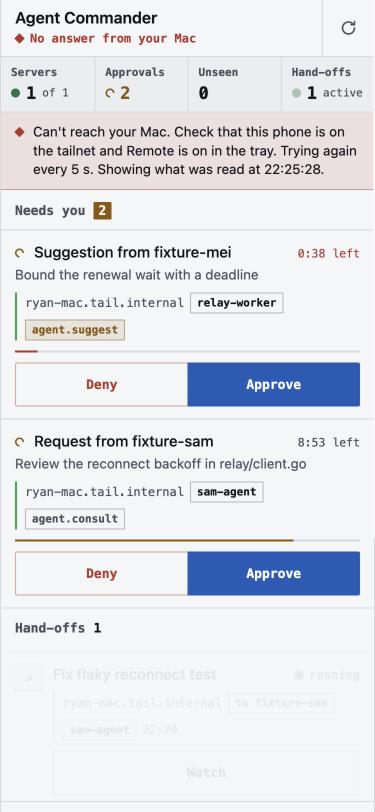 Agent Commander
No answer from your Mac
Servers
1 of 1
Approvals
2
Unseen
0
Hand-offs
1 active
Can't reach your Mac. Check that this phone is on
the tailnet and Remote is on in the tray. Trying again
every 5 s. Showing what was read at 22:25:28.
Needs you 2
Suggestion from fixture-mei 0:38 left
Bound the renewal wait with a deadline
ryan-mac.tail.internal relay-worker
agent.suggest
Deny Approve
Request from fixture-sam 8:53 left
Review the reconnect backoff in relay/client.go
ryan-mac.tail.internal sam-agent
agent.consult
Deny Approve
Hand-offs 1
Fix flaky reconnect test running
ryan-mac.tail.internal to fixture-sam
sam-agent 22:20
Watch